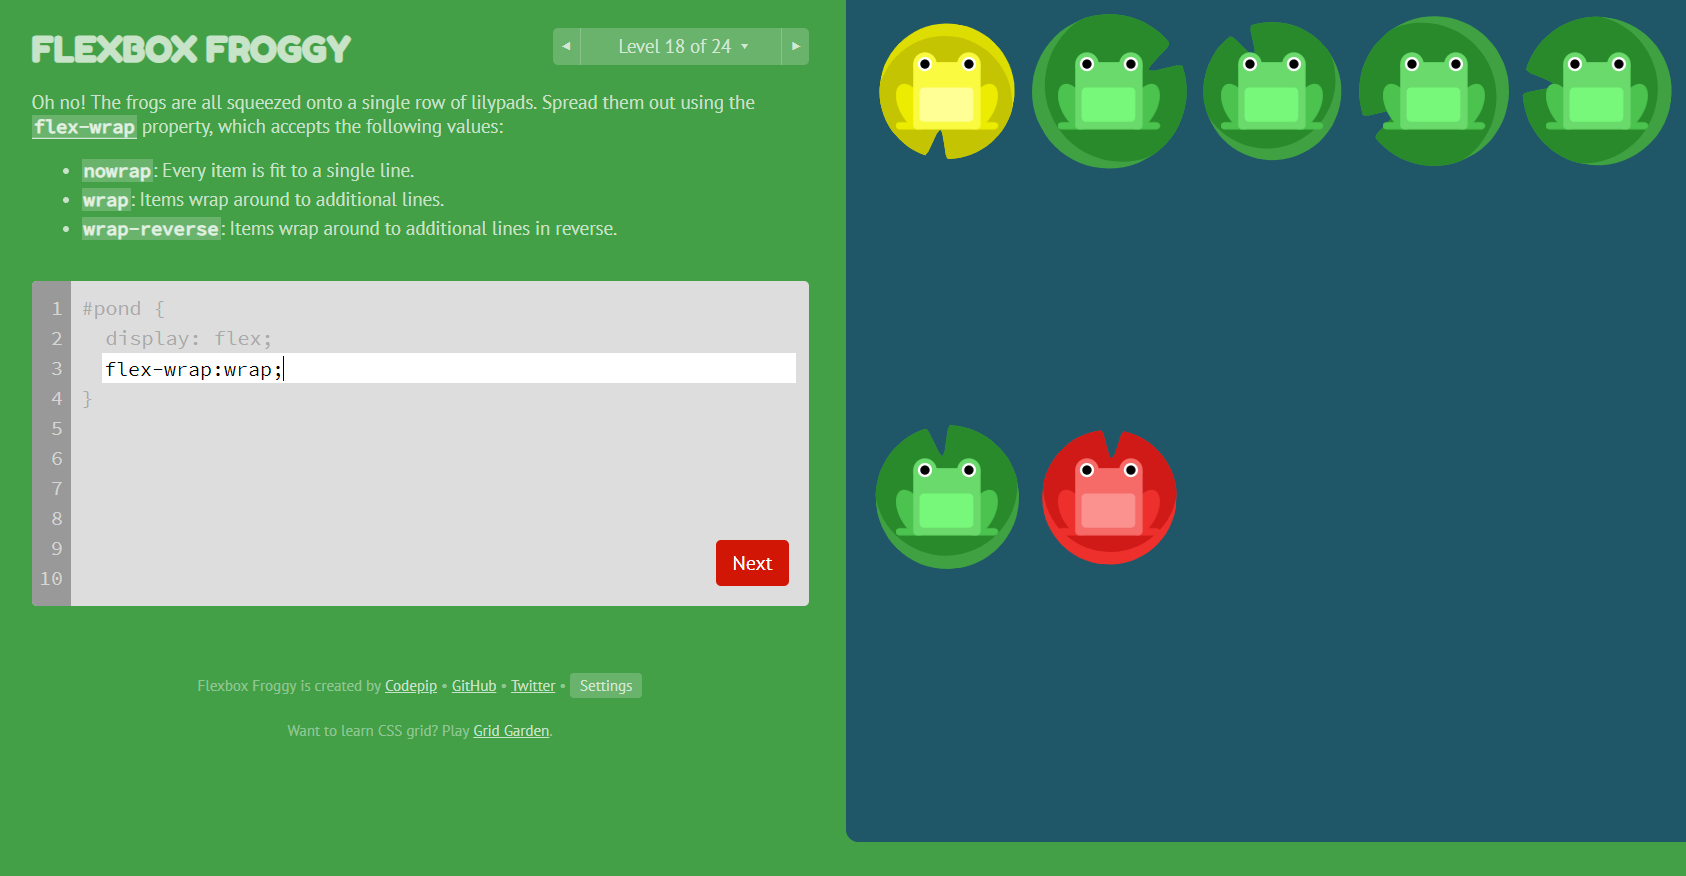 FLEXBOX FROGGY
◀ Level 18 of 24 ▾ ▶
Oh no! The frogs are all squeezed onto a single row of lilypads. Spread them out using the
flex-wrap property, which accepts the following values:
• nowrap: Every item is fit to a single line.
• wrap: Items wrap around to additional lines.
• wrap-reverse: Items wrap around to additional lines in reverse.
1 #pond {
2 display: flex;
3 flex-wrap:wrap;
4 }
5
6
7
8
9
10
Next
Flexbox Froggy is created by Codepip • GitHub • Twitter • Settings
Want to learn CSS grid? Play Grid Garden.